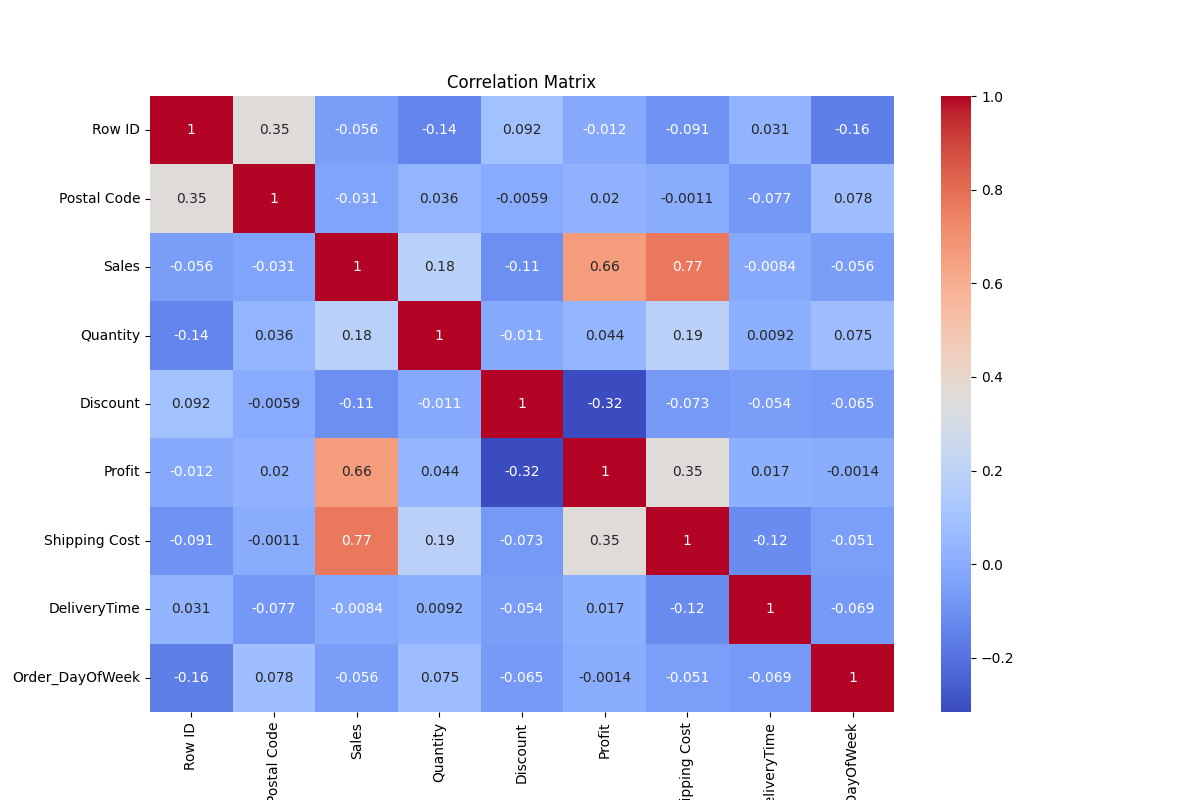 Correlation Matrix
Row ID 1 0.35 -0.056 -0.14 0.092 -0.012 -0.091 0.031 -0.16
Postal Code 0.35 1 -0.031 0.036 -0.0059 0.02 -0.0011 -0.077 0.078
Sales -0.056 -0.031 1 0.18 -0.11 0.66 0.77 -0.0084 -0.056
Quantity -0.14 0.036 0.18 1 -0.011 0.044 0.19 0.0092 0.075
Discount 0.092 -0.0059 -0.11 -0.011 1 -0.32 -0.073 -0.054 -0.065
Profit -0.012 0.02 0.66 0.044 -0.32 1 0.35 0.017 -0.0014
Shipping Cost -0.091 -0.0011 0.77 0.19 -0.073 0.35 1 -0.12 -0.051
DeliveryTime 0.031 -0.077 -0.0084 0.0092 -0.054 0.017 -0.12 1 -0.069
Order_DayOfWeek -0.16 0.078 -0.056 0.075 -0.065 -0.0014 -0.051 -0.069 1
Row ID
Postal Code
Sales
Quantity
Discount
Profit
ipping Cost
eliveryTime
DayOfWeek
1.0
0.8
0.6
0.4
0.2
0.0
−0.2